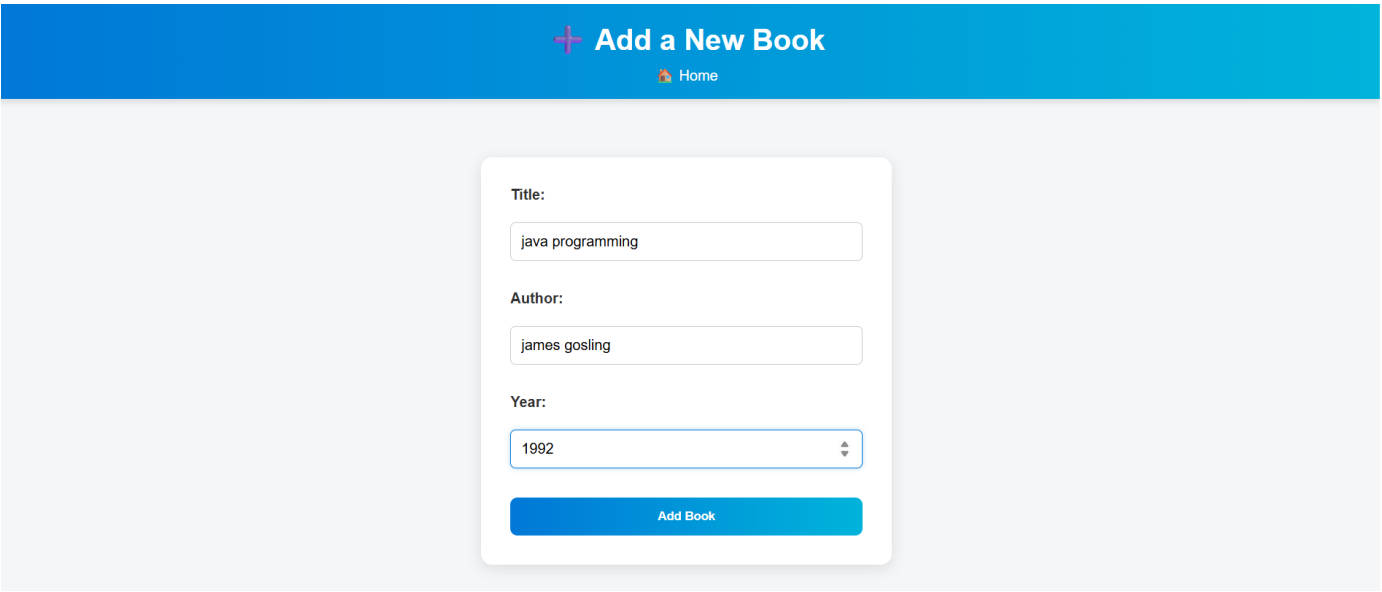 Add a New Book
Home
Title:
java programming
Author:
james gosling
Year:
1992
Add Book